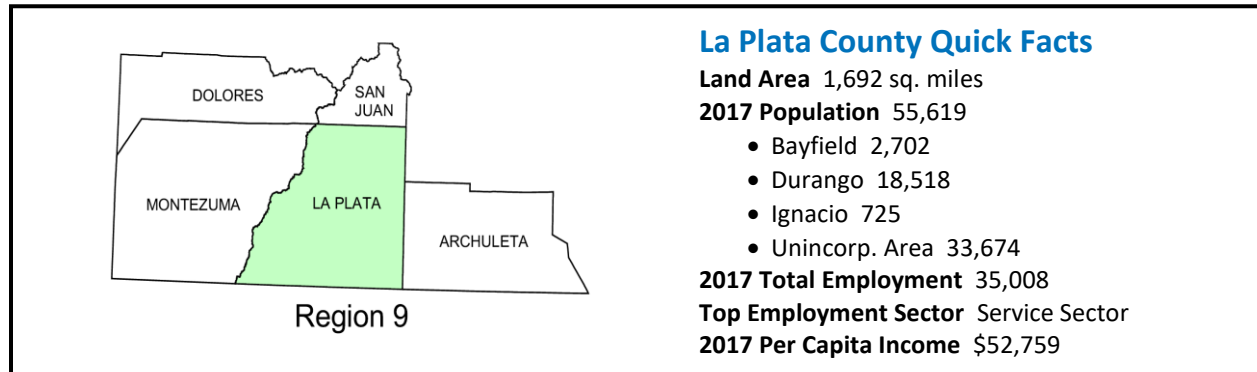 DOLORES
SAN
JUAN
MONTEZUMA
LA PLATA
ARCHULETA
Region 9
La Plata County Quick Facts
Land Area 1,692 sq. miles
2017 Population 55,619
• Bayfield 2,702
• Durango 18,518
• Ignacio 725
• Unincorp. Area 33,674
2017 Total Employment 35,008
Top Employment Sector Service Sector
2017 Per Capita Income $52,759